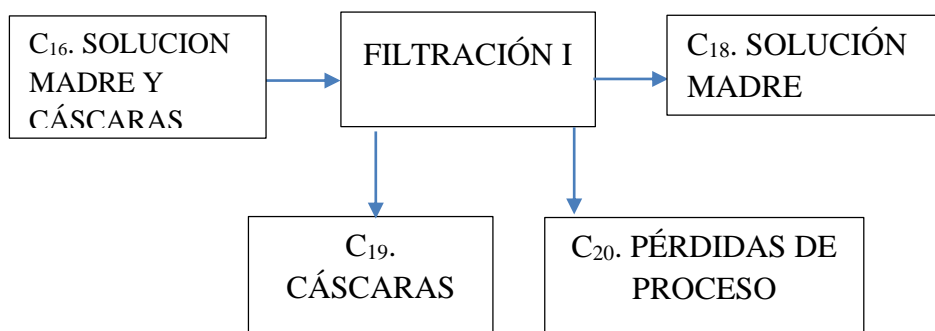 C₁₆. SOLUCION
MADRE Y
CÁSCARAS
FILTRACIÓN I
C₁₈. SOLUCIÓN
MADRE
C₁₉.
CÁSCARAS
C₂₀. PÉRDIDAS DE
PROCESO